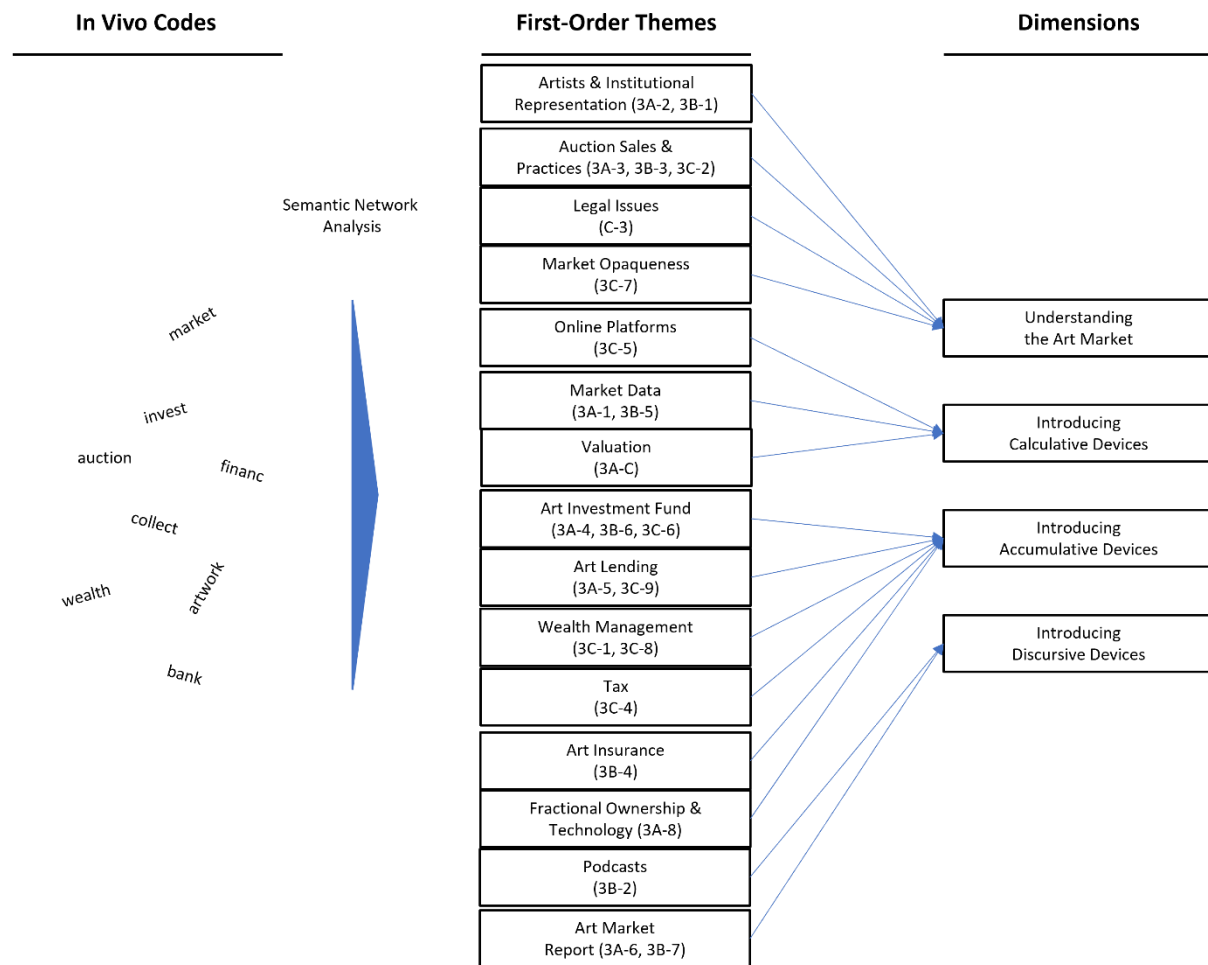 In Vivo Codes
First-Order Themes
Dimensions
Semantic Network
Analysis
market
invest
auction
financ
collect
wealth
artwork
bank
Artists & Institutional
Representation (3A-2, 3B-1)
Auction Sales &
Practices (3A-3, 3B-3, 3C-2)
Legal Issues
(C-3)
Market Opaqueness
(3C-7)
Online Platforms
(3C-5)
Market Data
(3A-1, 3B-5)
Valuation
(3A-C)
Art Investment Fund
(3A-4, 3B-6, 3C-6)
Art Lending
(3A-5, 3C-9)
Wealth Management
(3C-1, 3C-8)
Tax
(3C-4)
Art Insurance
(3B-4)
Fractional Ownership &
Technology (3A-8)
Podcasts
(3B-2)
Art Market
Report (3A-6, 3B-7)
Understanding
the Art Market
Introducing
Calculative Devices
Introducing
Accumulative Devices
Introducing
Discursive Devices